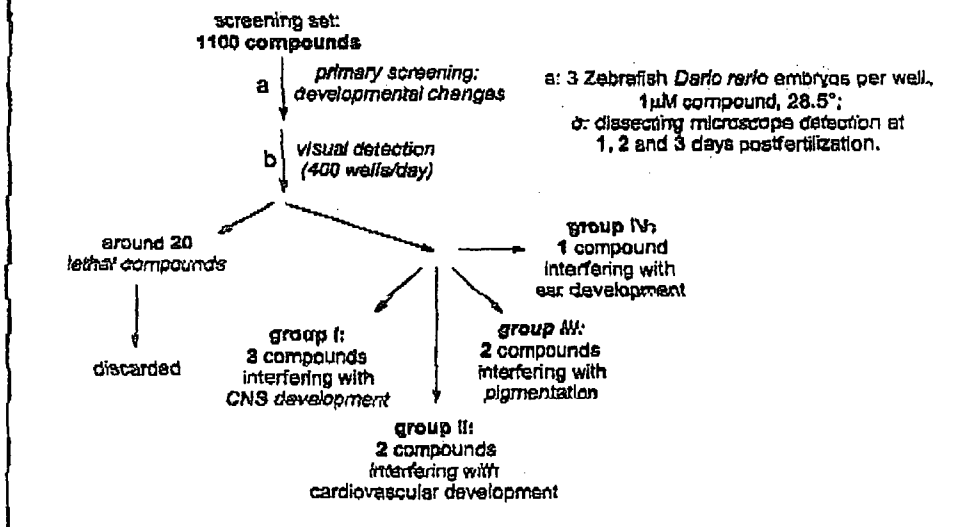 screening set:
1100 compounds
a
primary screening:
developmental changes
b
visual detection
(400 wells/day)
a: 3 Zebrafish Danio rerio embryos per well,
1µM compound, 28.5°;
b: dissecting microscope detection at
1, 2 and 3 days postfertilization.
around 20
lethal compounds
discarded
group I:
3 compounds
interfering with
CNS development
group II:
2 compounds
interfering with
cardiovascular development
group III:
2 compounds
interfering with
pigmentation
group IV:
1 compound
interfering with
ear development